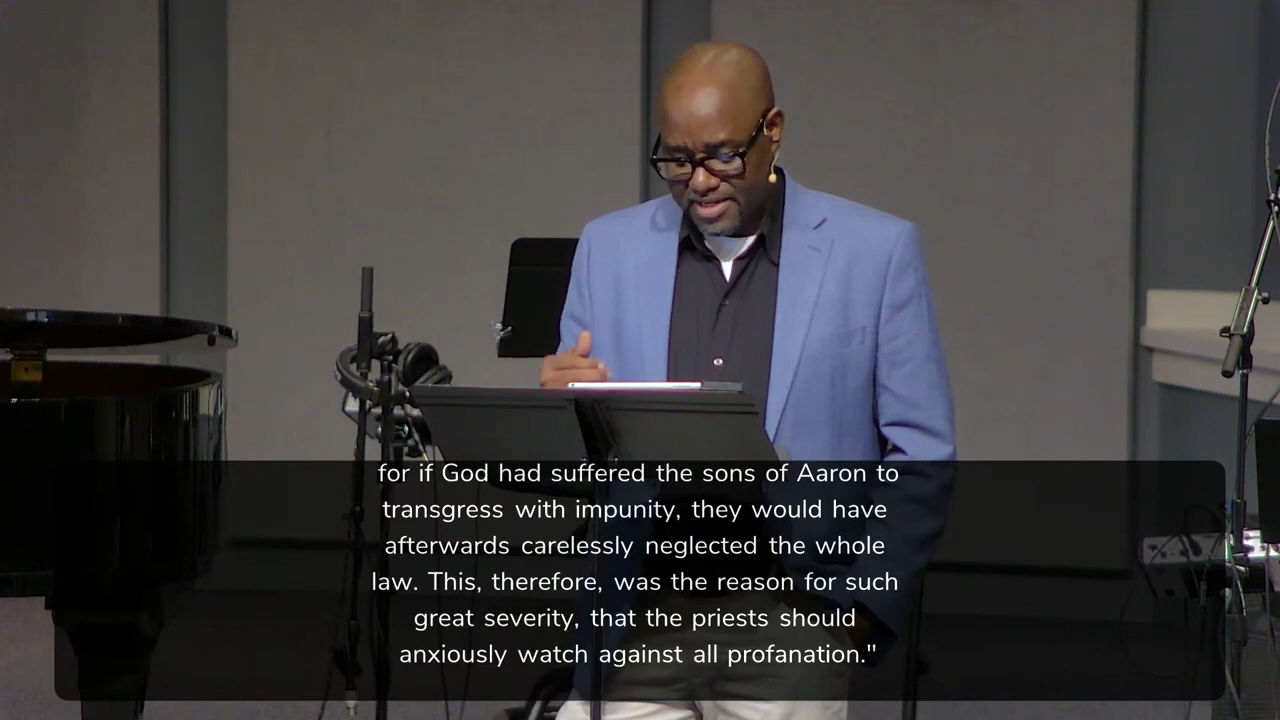 for if God had suffered the sons of Aaron to
transgress with impunity, they would have
afterwards carelessly neglected the whole
law. This, therefore, was the reason for such
great severity, that the priests should
anxiously watch against all profanation."